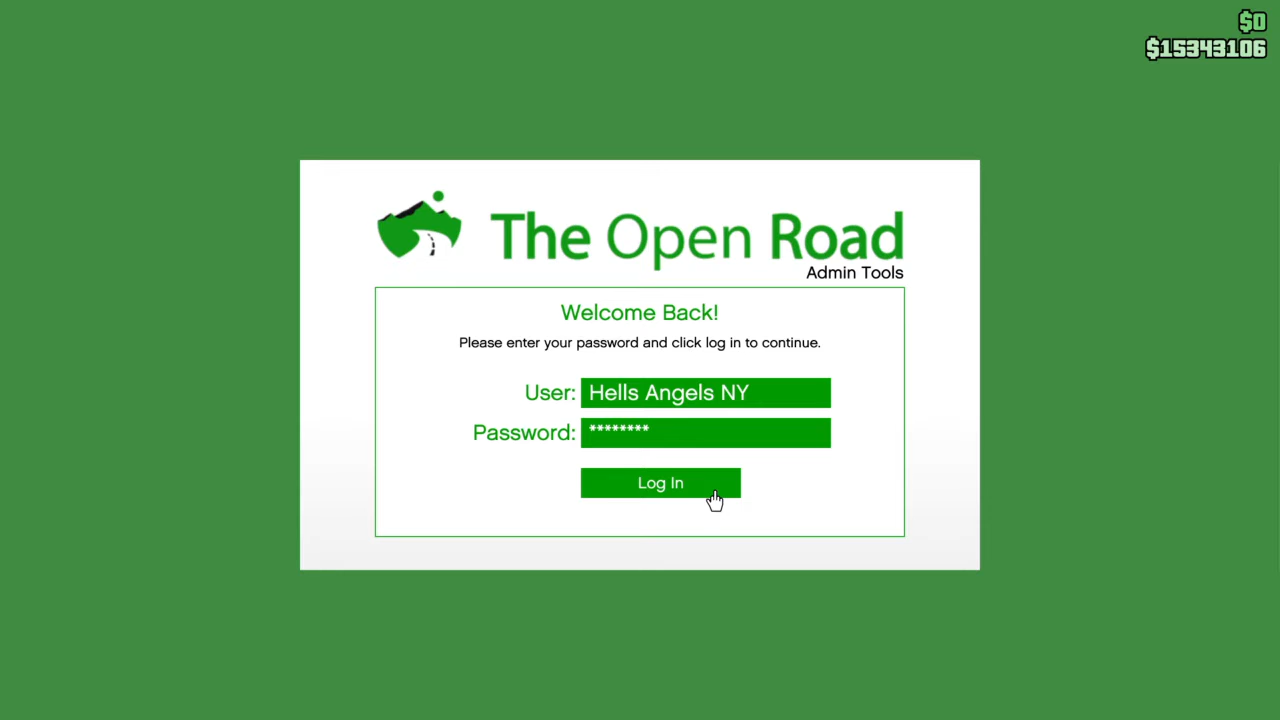 $0
$15343106
The Open Road
Admin Tools
Welcome Back!
Please enter your password and click log in to continue.
User: Hells Angels NY
Password: ********
Log In